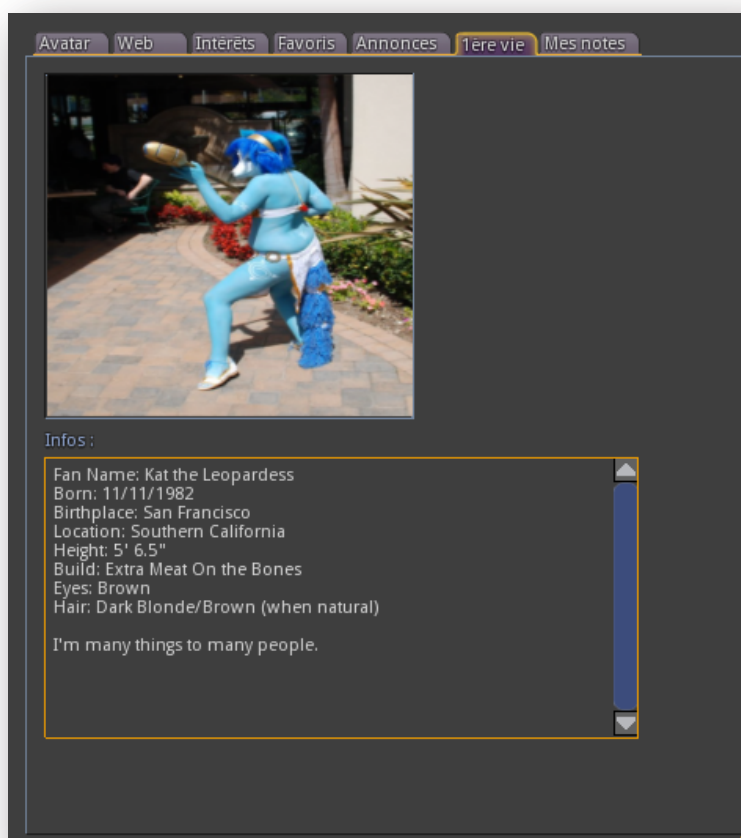 Avatar
Web
Intérêts
Favoris
Annonces
1ère vie
Mes notes
Infos :
Fan Name: Kat the Leopardess
Born: 11/11/1982
Birthplace: San Francisco
Location: Southern California
Height: 5' 6.5"
Build: Extra Meat On the Bones
Eyes: Brown
Hair: Dark Blonde/Brown (when natural)
I'm many things to many people.